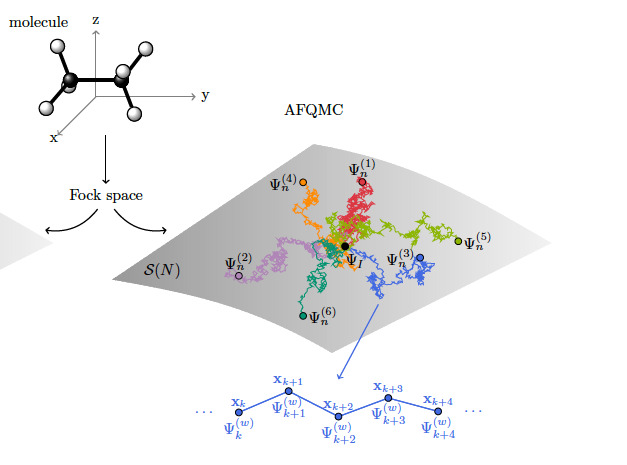 molecule
z
y
x
AFQMC
Fock space
Ψ_n^{(4)}
Ψ_n^{(1)}
Ψ_n^{(5)}
Ψ_n^{(2)}
Ψ_I
Ψ_n^{(3)}
S(N)
Ψ_n^{(6)}
x_k
x_{k+1}
x_{k+2}
x_{k+3}
x_{k+4}
...
...
Ψ_k^{(w)}
Ψ_{k+1}^{(w)}
Ψ_{k+2}^{(w)}
Ψ_{k+3}^{(w)}
Ψ_{k+4}^{(w)}